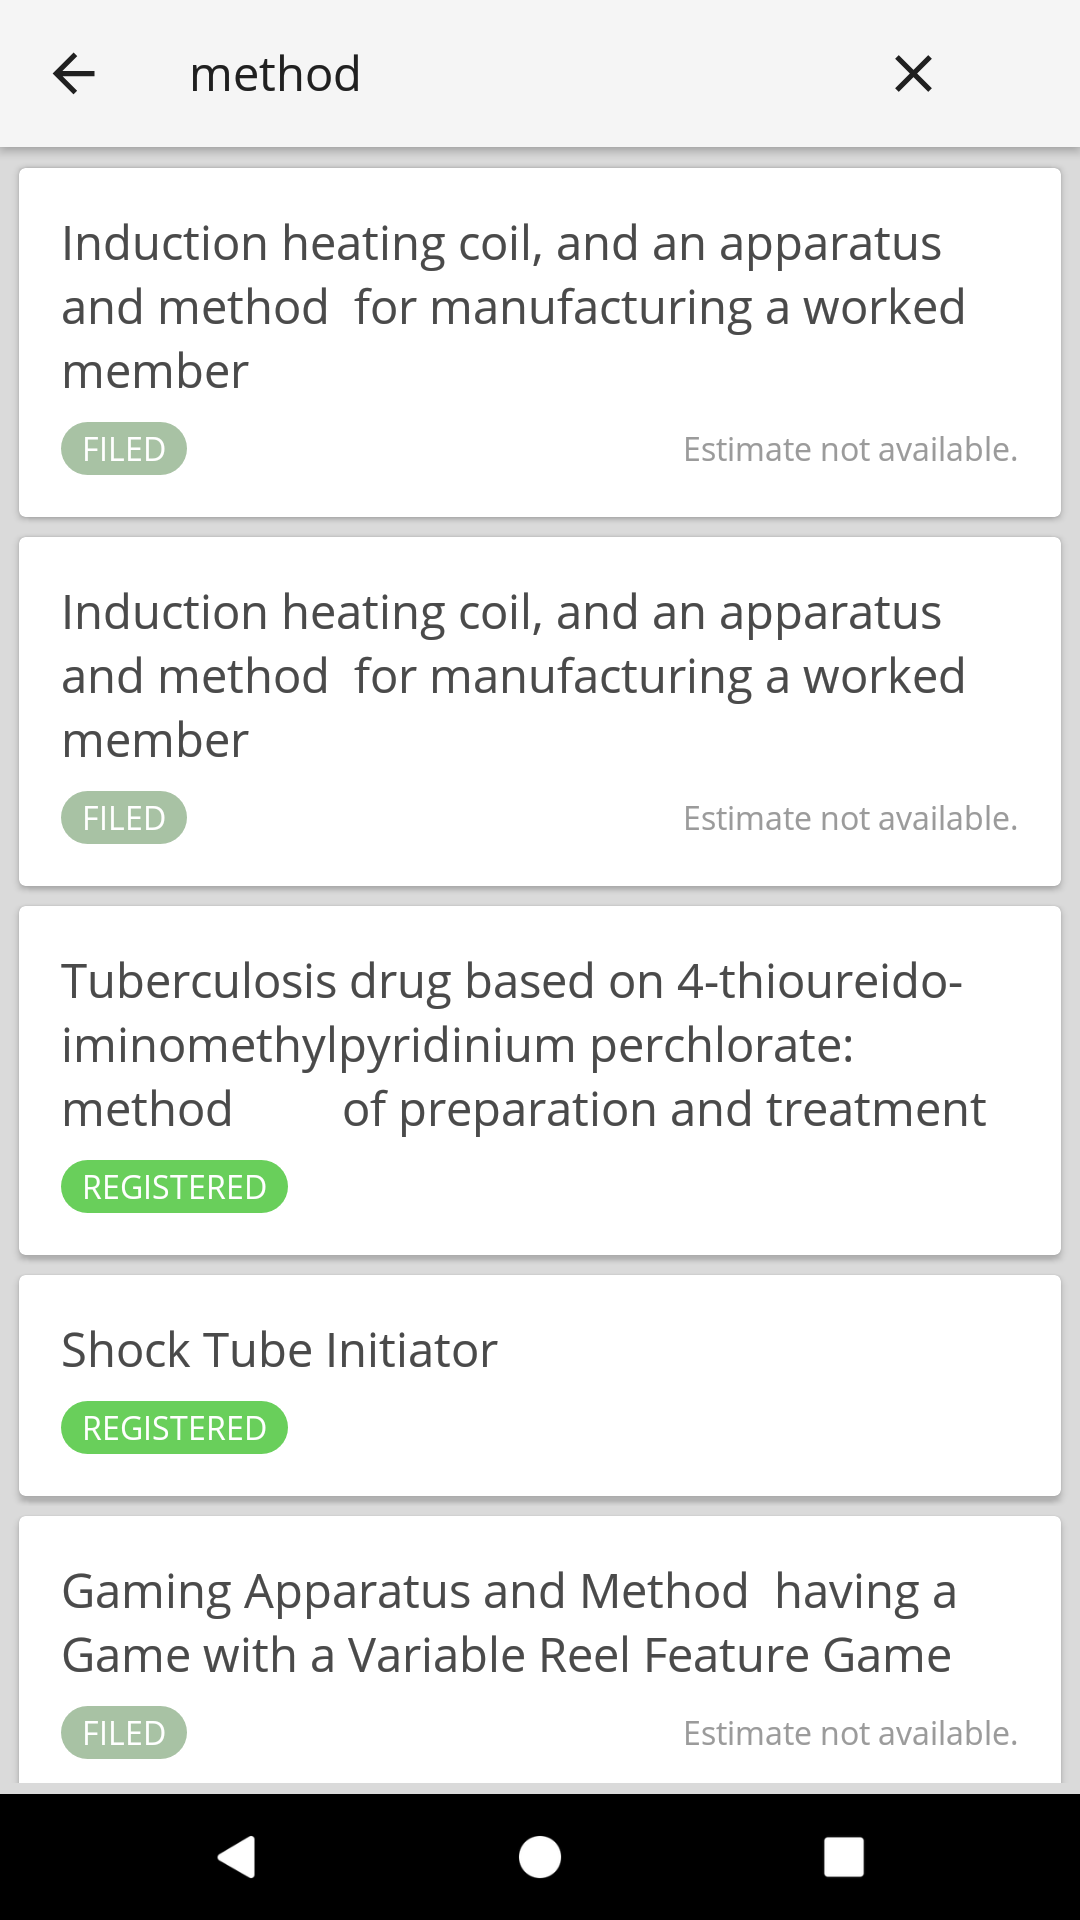 method
Induction heating coil, and an apparatus
and method  for manufacturing a worked
member
FILED
Estimate not available.
Induction heating coil, and an apparatus
and method  for manufacturing a worked
member
FILED
Estimate not available.
Tuberculosis drug based on 4-thioureido-
iminomethylpyridinium perchlorate:
method         of preparation and treatment
REGISTERED
Shock Tube Initiator
REGISTERED
Gaming Apparatus and Method  having a
Game with a Variable Reel Feature Game
FILED
Estimate not available.